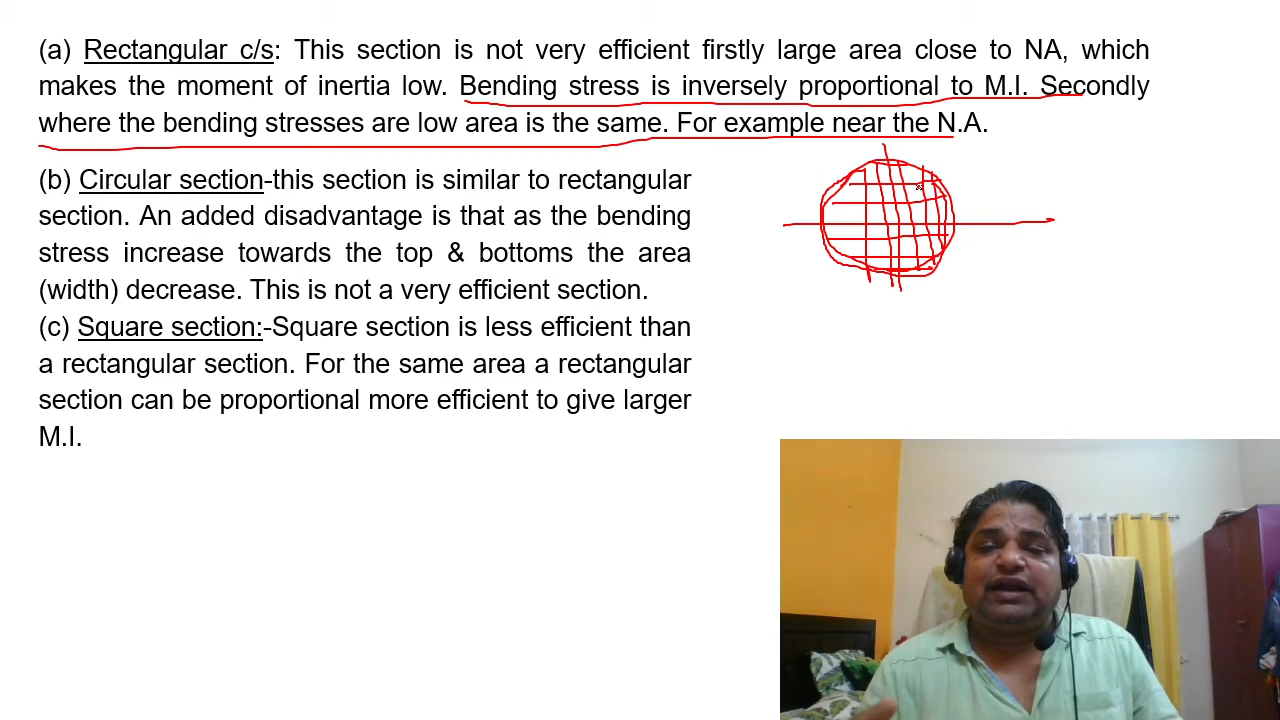 (a) Rectangular c/s: This section is not very efficient firstly large area close to NA, which
makes the moment of inertia low. Bending stress is inversely proportional to M.I. Secondly
where the bending stresses are low area is the same. For example near the N.A.
(b) Circular section-this section is similar to rectangular
section. An added disadvantage is that as the bending
stress increase towards the top & bottoms the area
(width) decrease. This is not a very efficient section.
(c) Square section:-Square section is less efficient than
a rectangular section. For the same area a rectangular
section can be proportional more efficient to give larger
M.I.